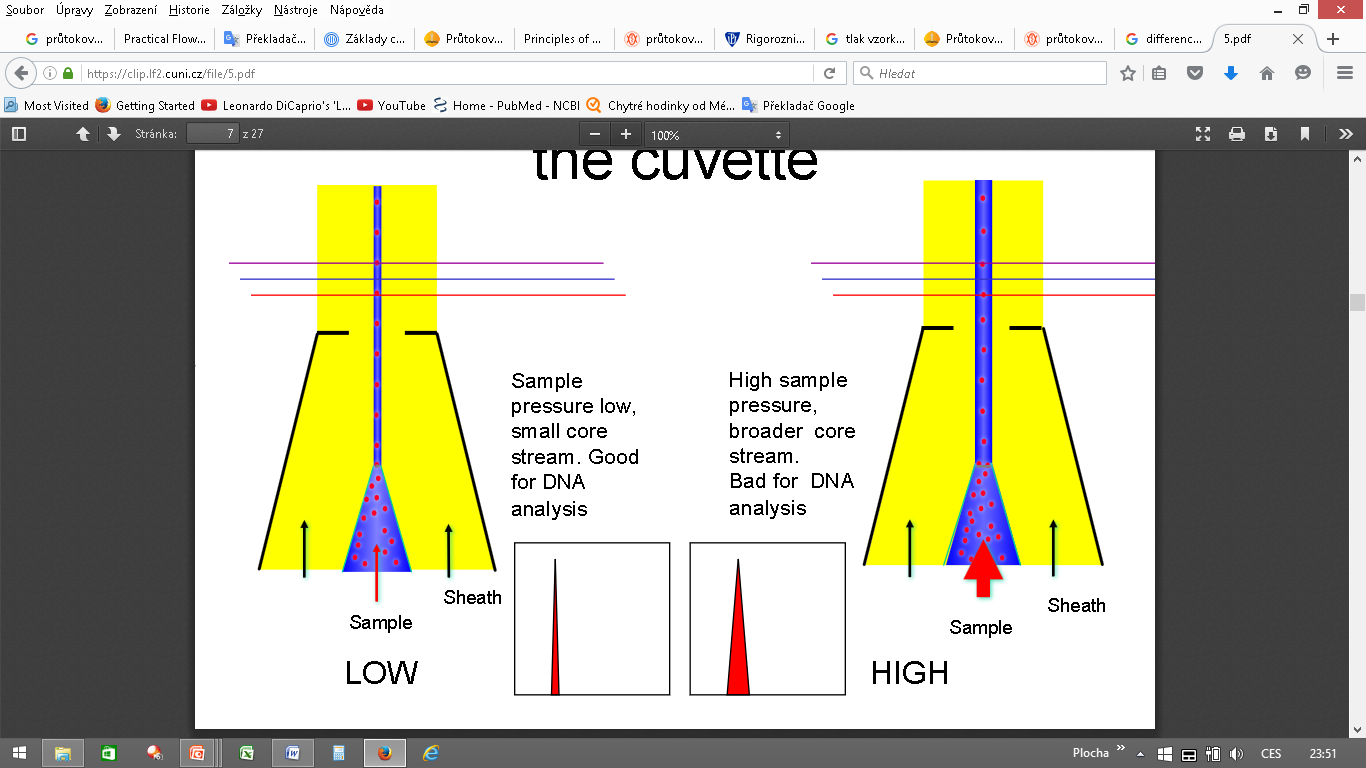 Soubor Úpravy Zobrazení Historie Záložky Nástroje Nápověda
průtokov... Practical Flow... Překladač... Základy c... Průtokov... Principles of ... průtokov... Rigorozni... tlak vzork... Průtokov... průtokov... differenc... 5.pdf
https://clip.lf2.cuni.cz/file/5.pdf
Hledat
Most Visited Getting Started Leonardo DiCaprio's 'L... YouTube Home - PubMed - NCBI Chytré hodinky od Mé... Překladač Google
Stránka: 7 z 27
100%
the cuvette
Sample
pressure low,
small core
stream. Good
for DNA
analysis
High sample
pressure,
broader core
stream.
Bad for DNA
analysis
Sheath
Sample
LOW
Sheath
Sample
HIGH
Plocha
CES
23:51